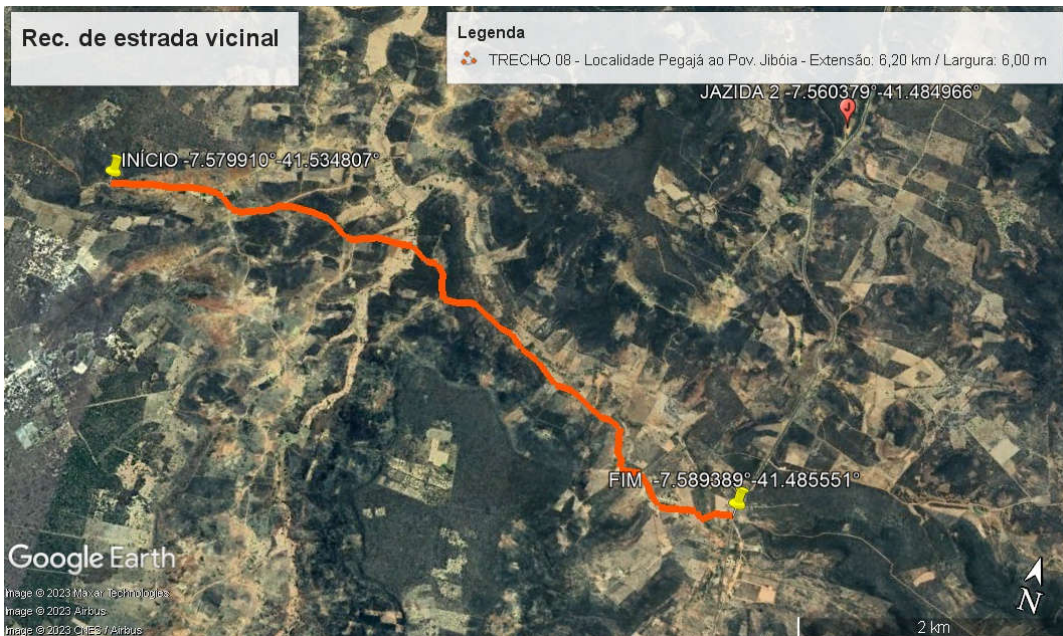 Rec. de estrada vicinal
Legenda
TRECHO 08 - Localidade Pegajá ao Pov. Jibóia - Extensão: 6,20 km / Largura: 6,00 m
JAZIDA 2 -7.560379°-41.484966°
J
INÍCIO -7.579910°-41.534807°
FIM -7.589389°-41.485551°
Google Earth
Image © 2023 Maxar Technologies
Image © 2023 Airbus
Image © 2023 CNES / Airbus
N
2 km